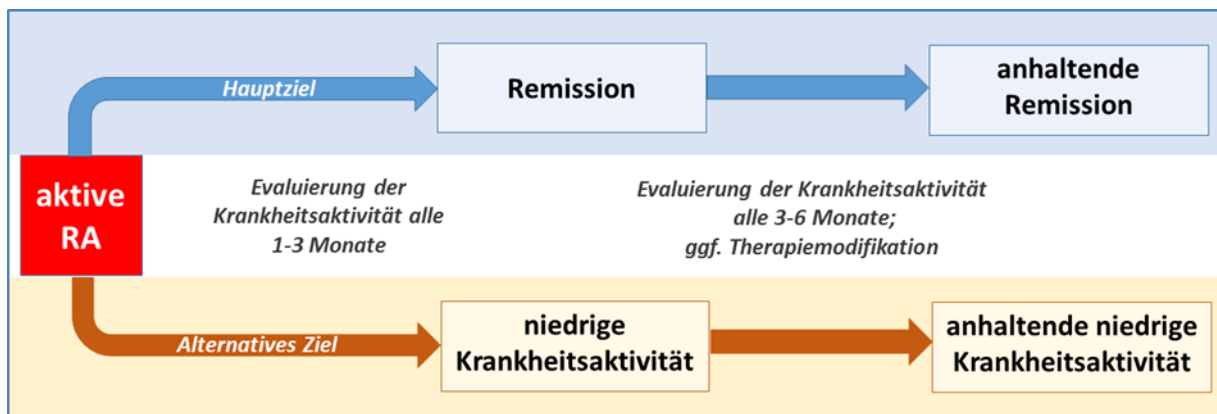 Hauptziel
Remission
anhaltende
Remission
aktive
RA
Evaluierung der
Krankheitsaktivität alle
1-3 Monate
Evaluierung der Krankheitsaktivität
alle 3-6 Monate;
ggf. Therapiemodifikation
Alternatives Ziel
niedrige
Krankheitsaktivität
anhaltende niedrige
Krankheitsaktivität